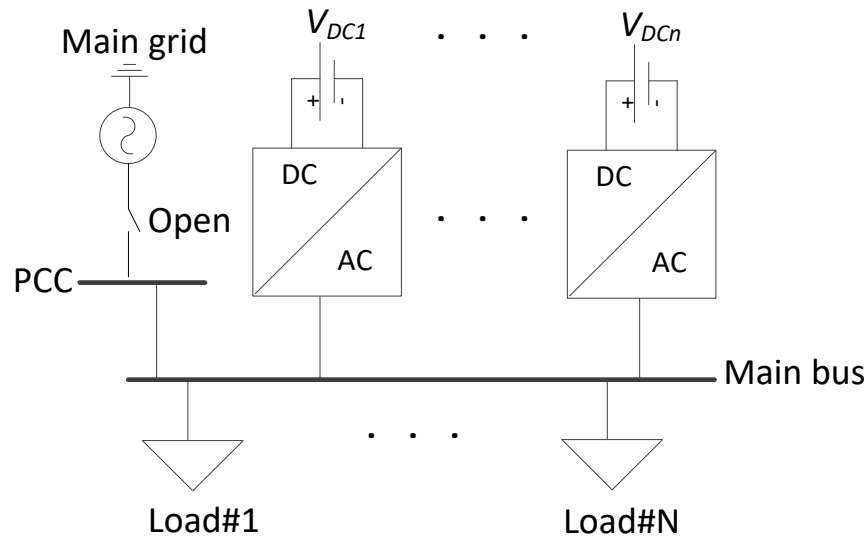 Main grid
V_DC1
. . .
V_DCn
+ -
+ -
DC
AC
. . .
DC
AC
Open
PCC
Main bus
. . .
Load#1
Load#N